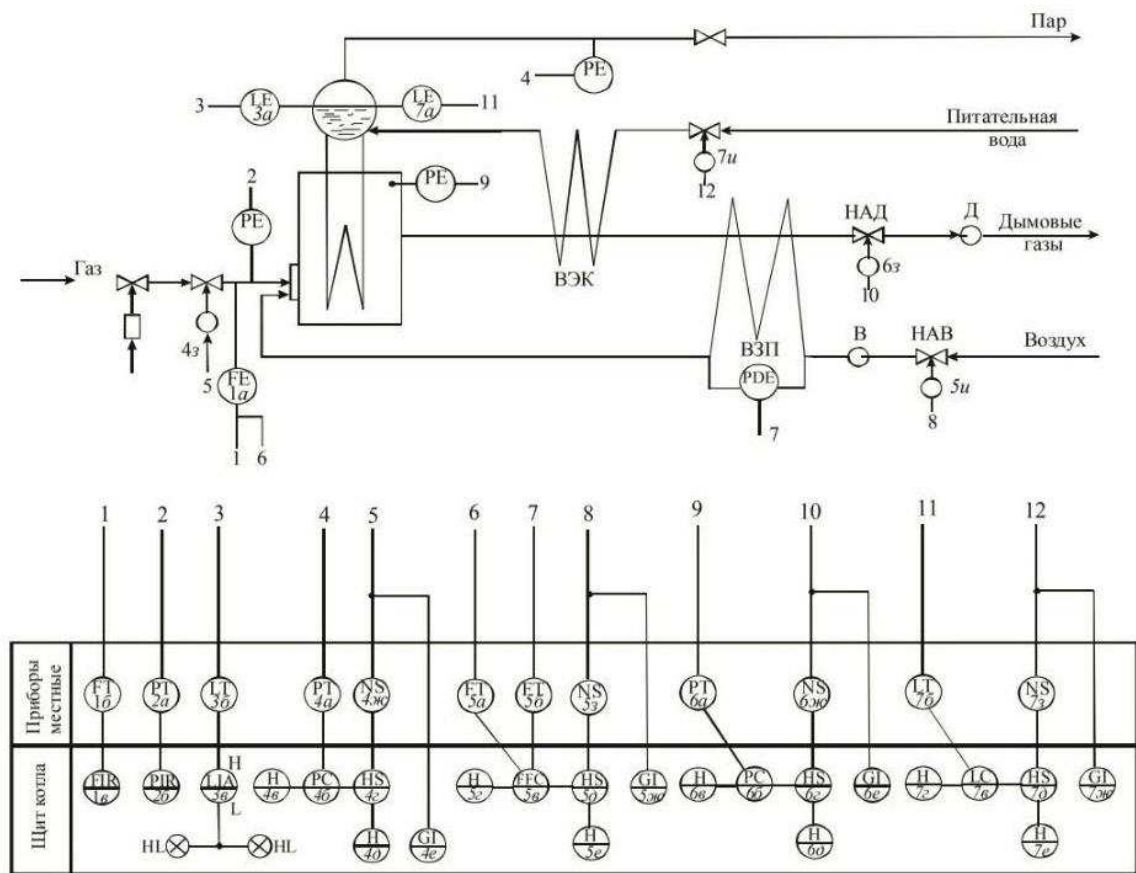 Пар
4
PE
3
LE
3а
LE
7а
11
Питательная
вода
7и
12
2
PE
9
PE
НАД
Д
Дымовые
газы
6з
10
Газ
ВЭК
4з
5
ВЗП
В
НАВ
Воздух
PDE
5и
FE
1а
7
8
1
6
1
2
3
4
5
6
7
8
9
10
11
12
Приборы
местные
FT
1б
PT
2а
LT
3б
PT
4а
NS
4ж
FT
5а
FT
5б
NS
5з
PT
6а
NS
6ж
LT
7б
NS
7з
Щит котла
FIR
1в
PIR
2б
H
LIA
3в
L
H
4в
PC
4б
HS
4г
H
5г
FFC
5в
HS
5д
GI
5ж
H
6в
PC
6б
HS
6г
GI
6е
H
7г
LC
7в
HS
7д
GI
7ж
HL
HL
H
4д
GI
4е
H
5е
H
6д
H
7е